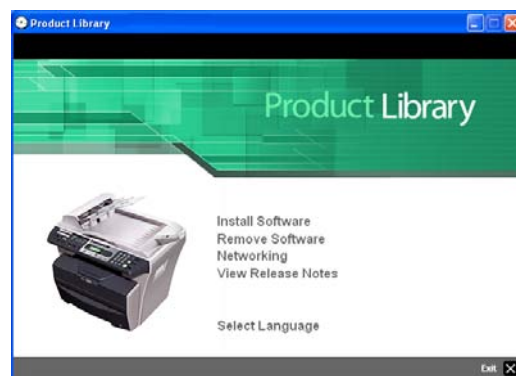 Product Library
Product Library
Install Software
Remove Software
Networking
View Release Notes
Select Language
Exit